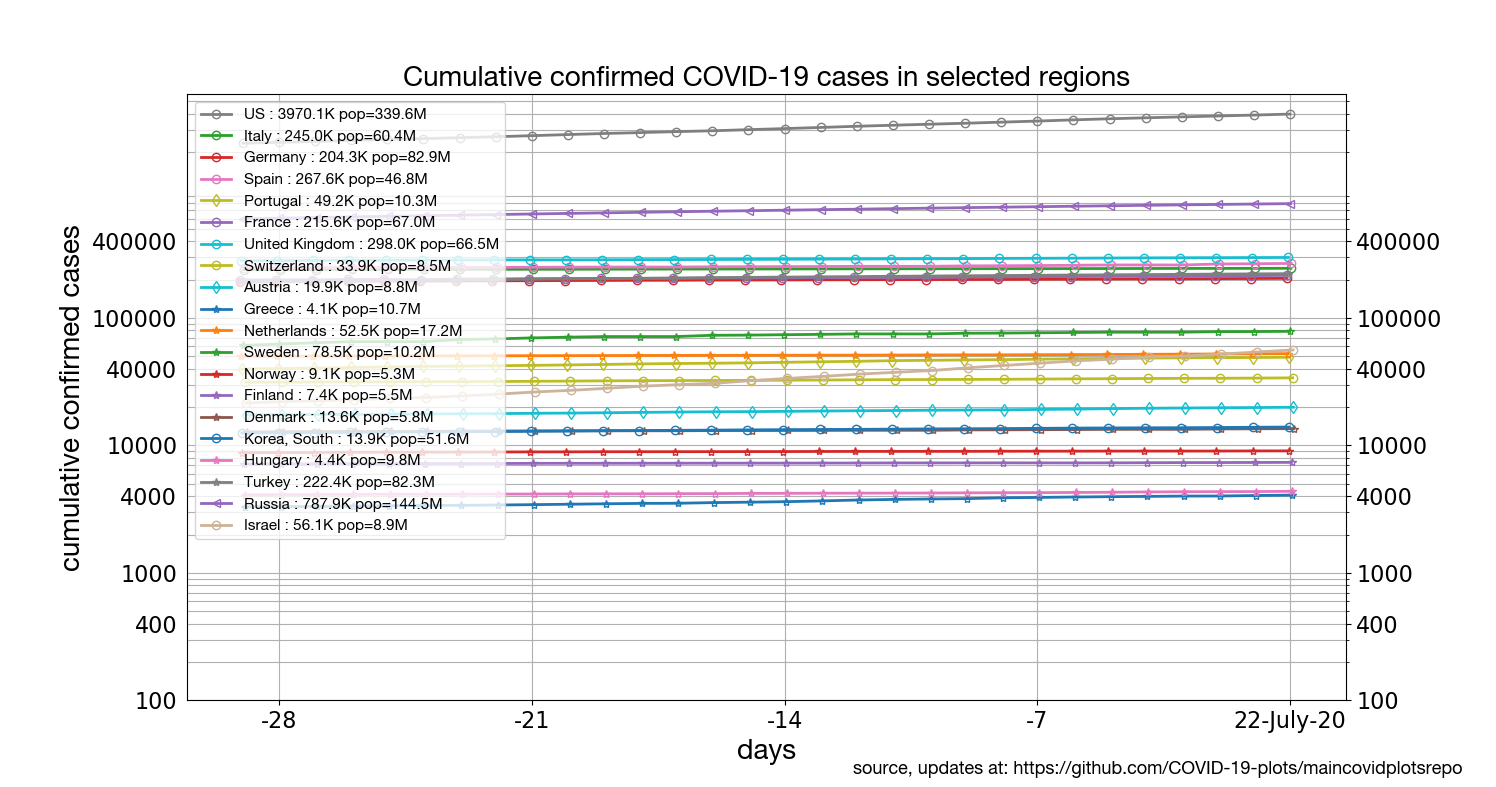 Cumulative confirmed COVID-19 cases in selected regions
US : 3970.1K pop=339.6M
Italy : 245.0K pop=60.4M
Germany : 204.3K pop=82.9M
Spain : 267.6K pop=46.8M
Portugal : 49.2K pop=10.3M
France : 215.6K pop=67.0M
United Kingdom : 298.0K pop=66.5M
Switzerland : 33.9K pop=8.5M
Austria : 19.9K pop=8.8M
Greece : 4.1K pop=10.7M
Netherlands : 52.5K pop=17.2M
Sweden : 78.5K pop=10.2M
Norway : 9.1K pop=5.3M
Finland : 7.4K pop=5.5M
Denmark : 13.6K pop=5.8M
Korea, South : 13.9K pop=51.6M
Hungary : 4.4K pop=9.8M
Turkey : 222.4K pop=82.3M
Russia : 787.9K pop=144.5M
Israel : 56.1K pop=8.9M
cumulative confirmed cases
400000
100000
40000
10000
4000
1000
400
100
400000
100000
40000
10000
4000
1000
400
100
-28 -21 -14 -7 22-July-20
days
source, updates at: https://github.com/COVID-19-plots/maincovidplotsrepo